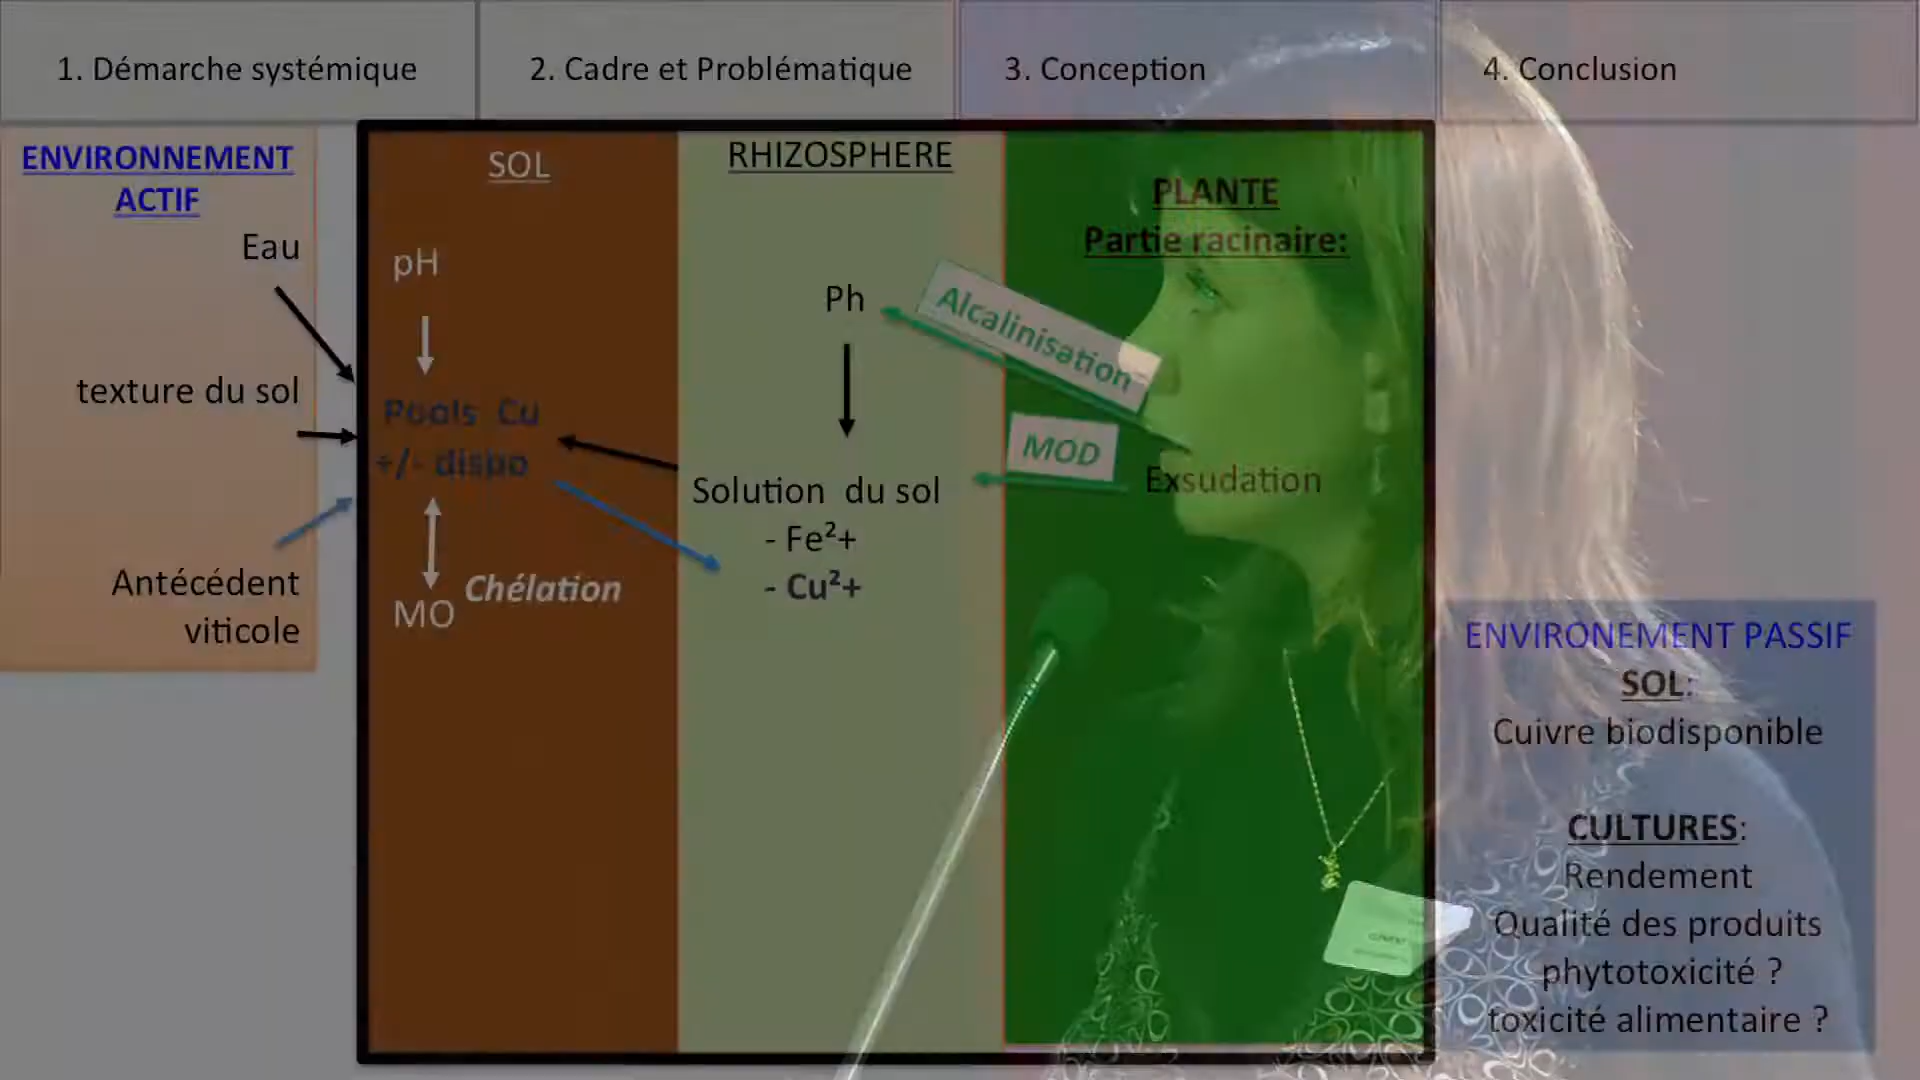 1. Démarche systémique
2. Cadre et Problématique
3. Conception
4. Conclusion
ENVIRONNEMENT
ACTIF
Eau
texture du sol
Antécédent
viticole
SOL
pH
Pools Cu
+/- dispo
MO
Chélation
RHIZOSPHERE
Ph
Solution du sol
- Fe²+
- Cu²+
PLANTE
Partie racinaire:
Alcalinisation
MOD
Exsudation
ENVIRONEMENT PASSIF
SOL:
Cuivre biodisponible
CULTURES:
Rendement
Qualité des produits
phytotoxicité ?
toxicité alimentaire ?